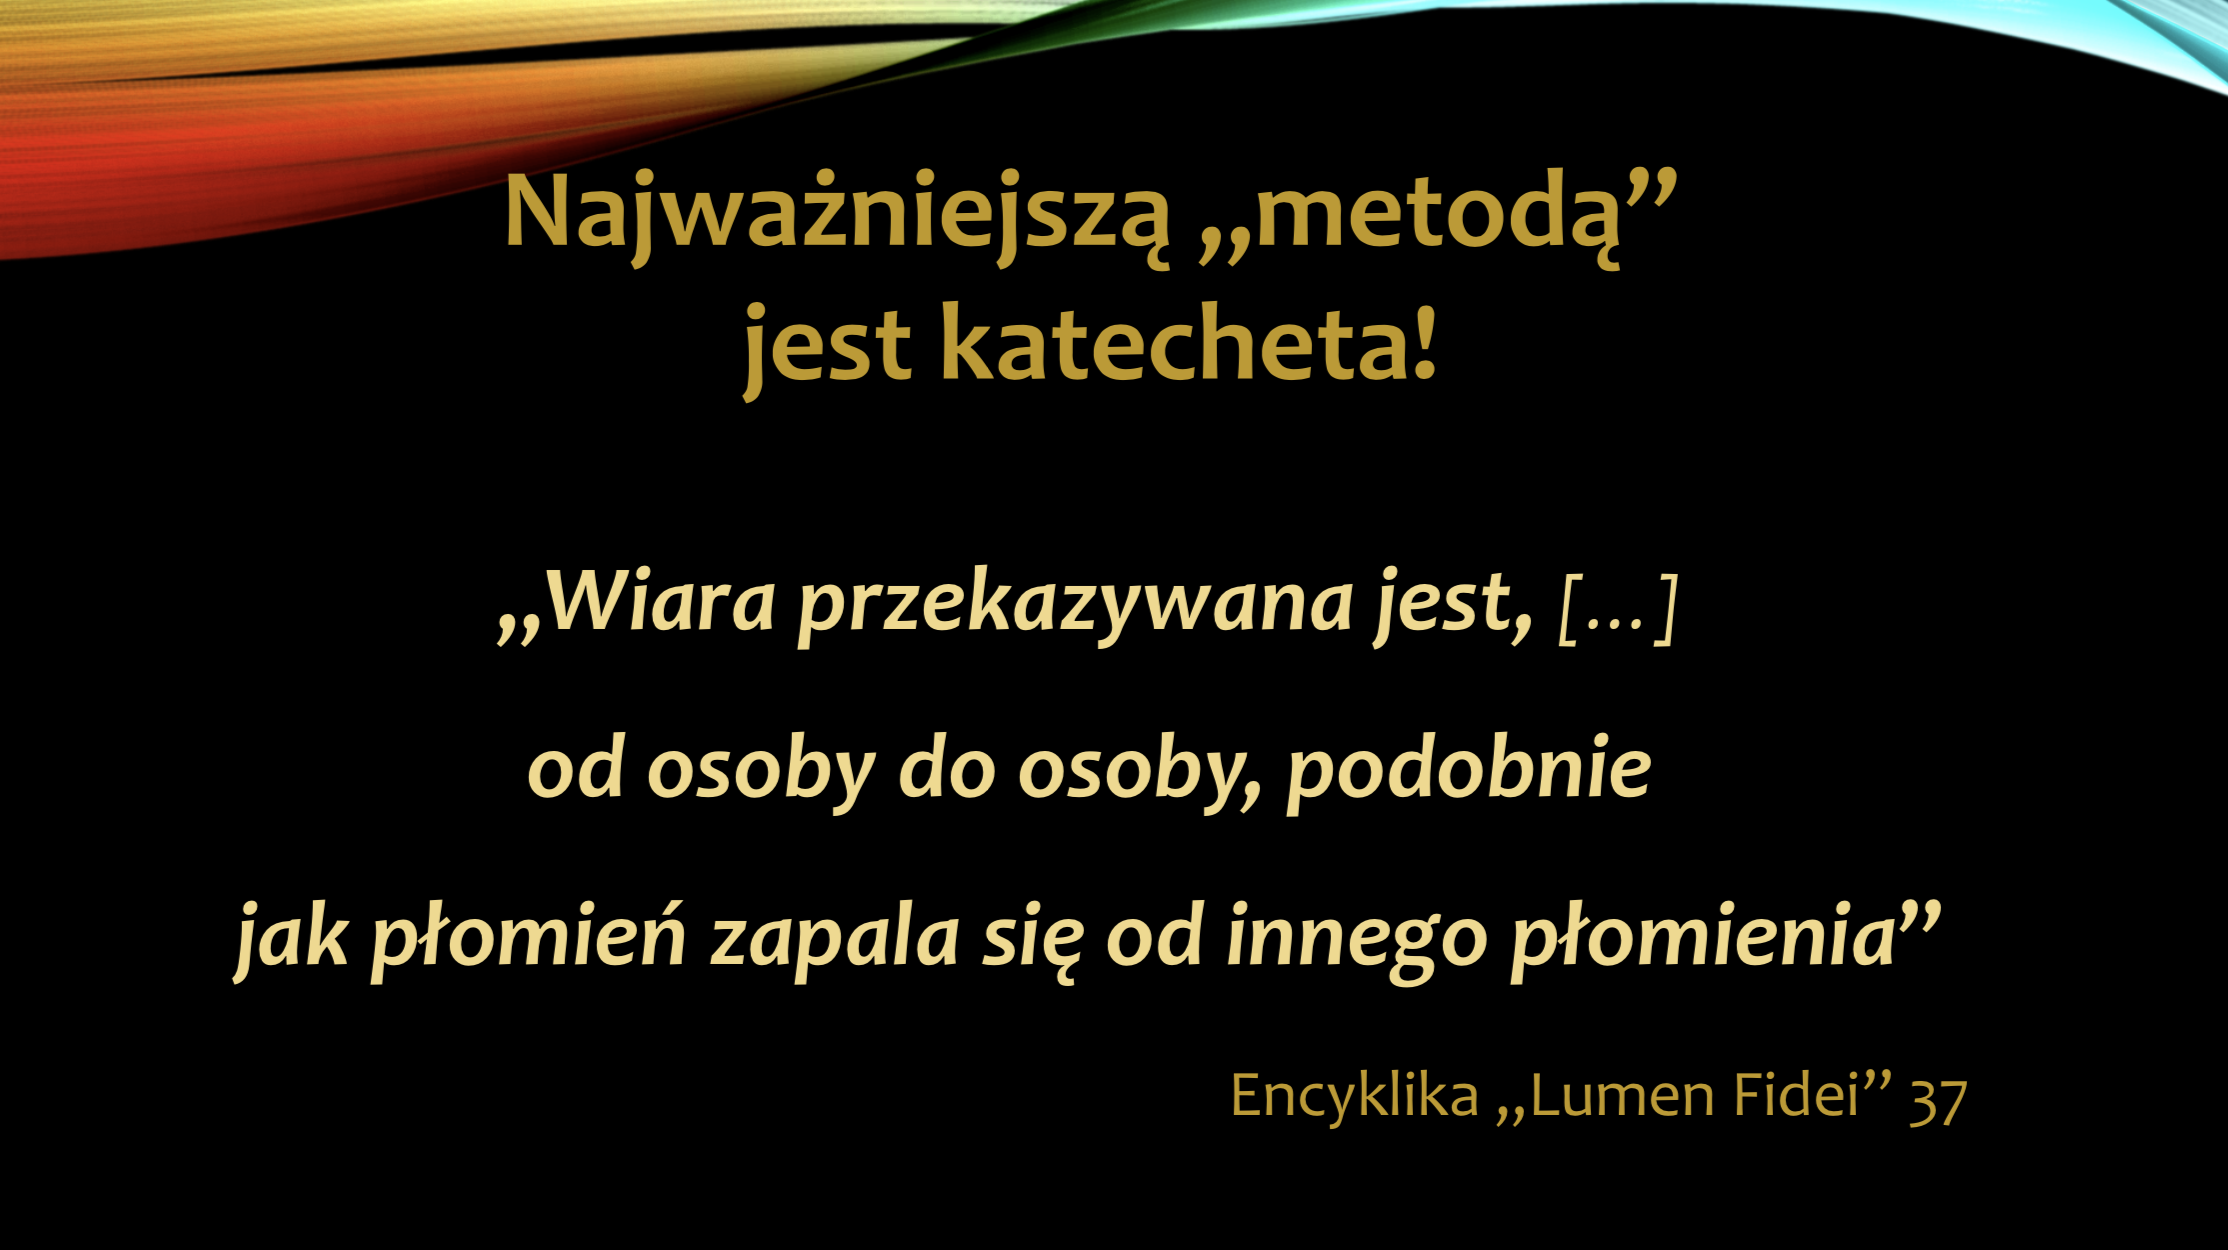 Najważniejszą „metodą”
jest katecheta!
„Wiara przekazywana jest, [...]
od osoby do osoby, podobnie
jak płomień zapala się od innego płomienia”
Encyklika „Lumen Fidei” 37